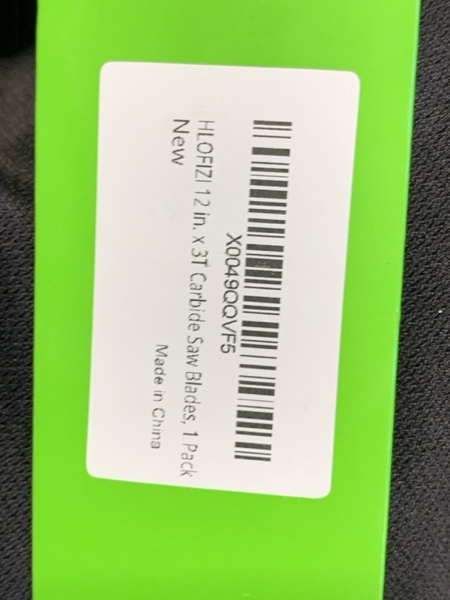 X0049QQVF5
HLOFIZI 12 in. x 3T Carbide Saw Blades, 1 Pack
New
Made in China